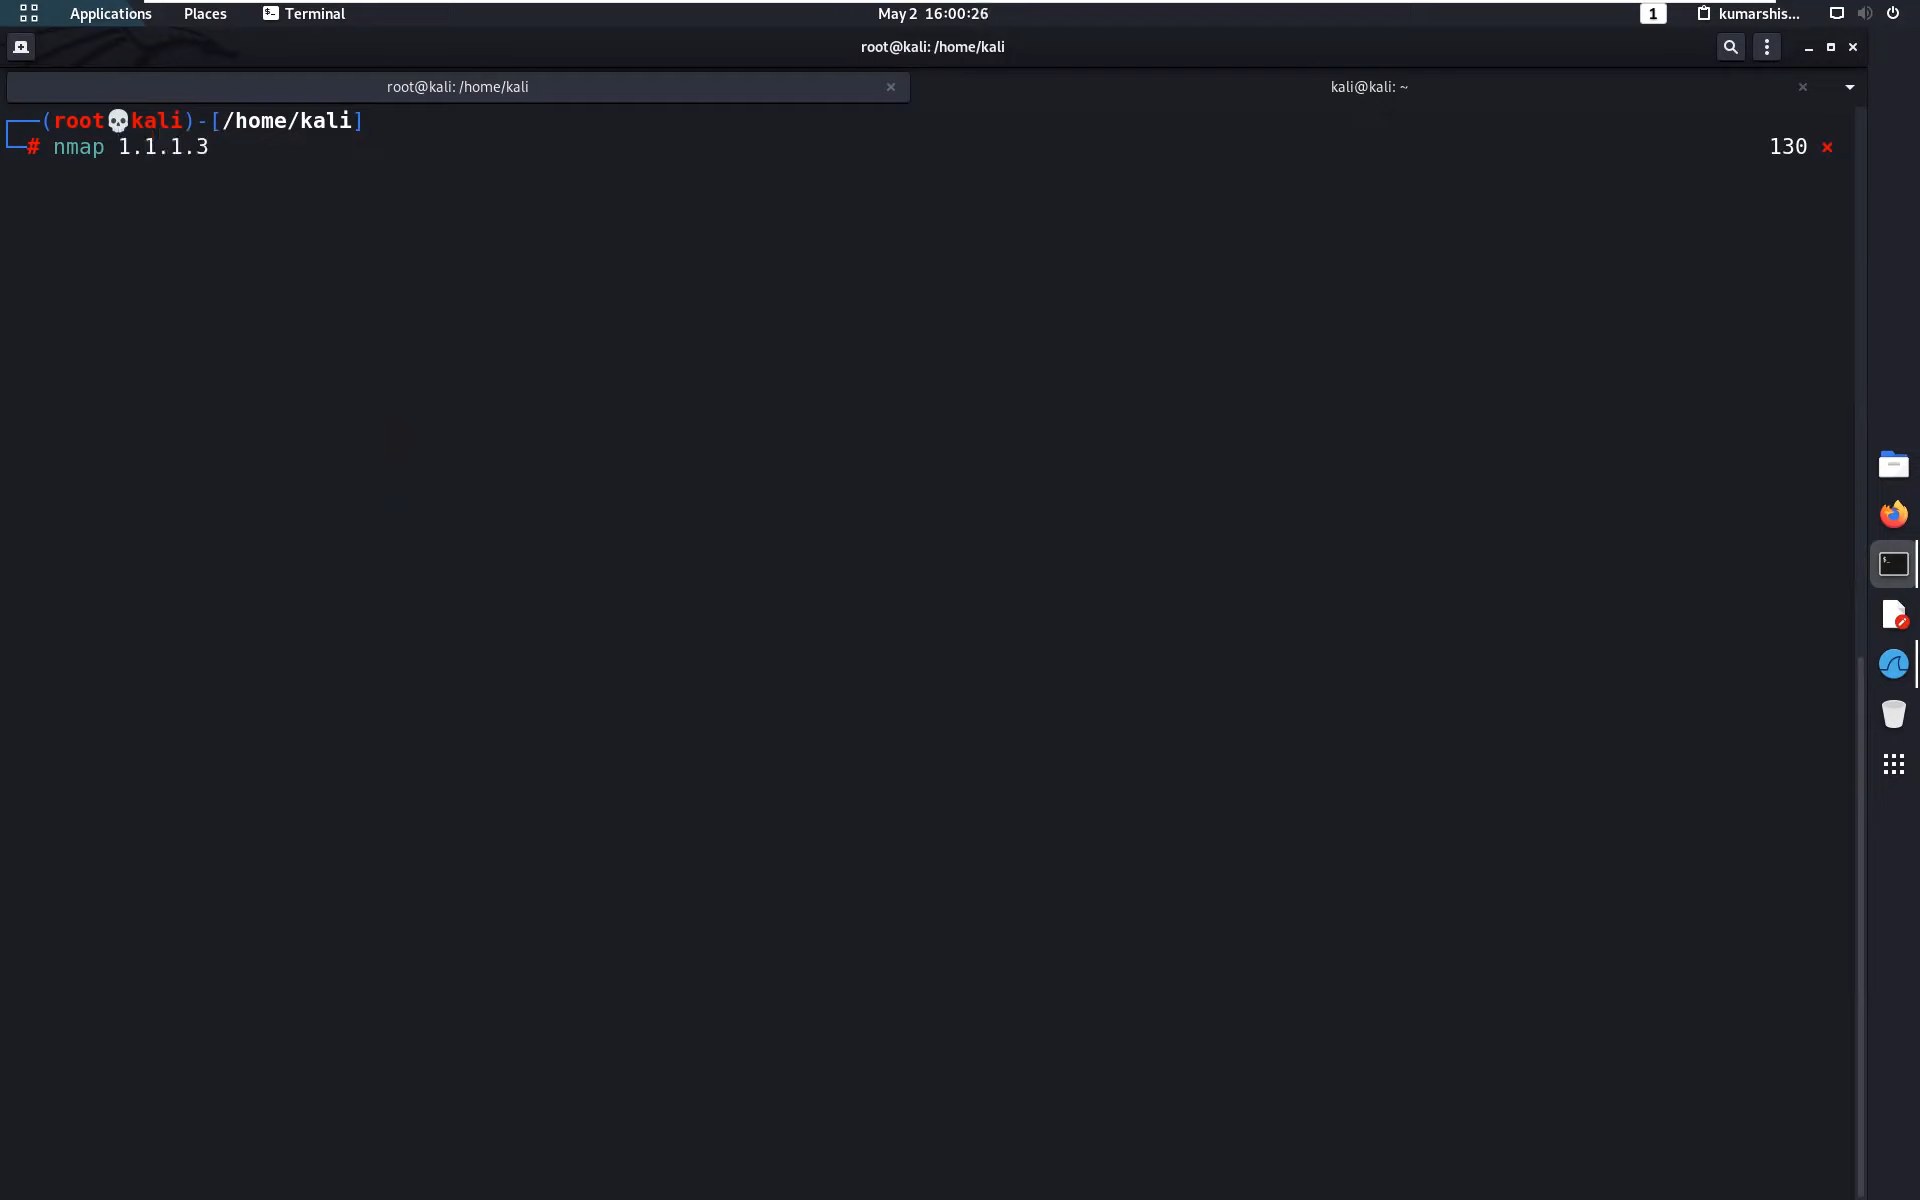 Applications Places Terminal May 2 16:00:26 1 kumarshis...
root@kali: /home/kali
root@kali: /home/kali × kali@kali: ~ ×
┌──(root💀kali)-[/home/kali]
└─# nmap 1.1.1.3 130 ⨯